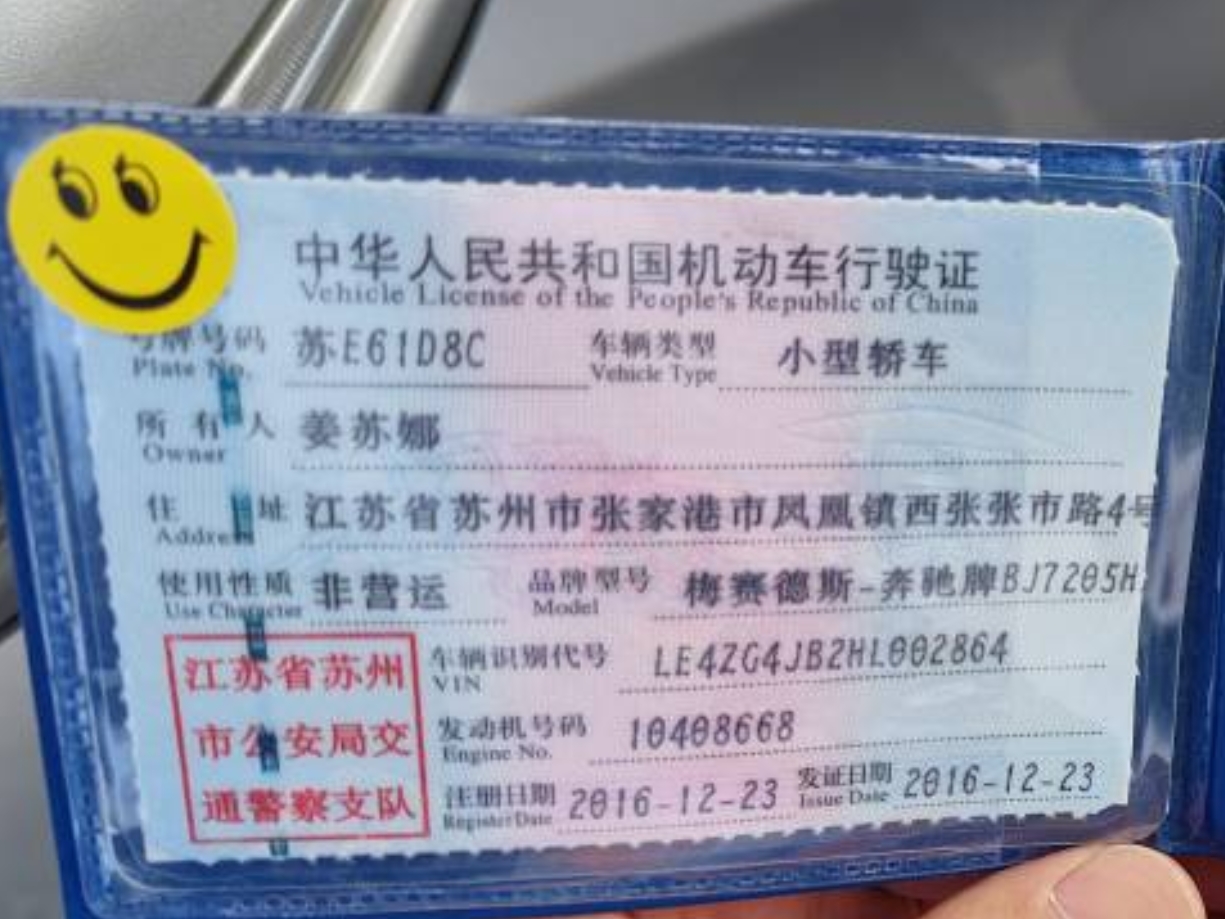 中华人民共和国机动车行驶证
Vehicle License of the People's Republic of China
号牌号码 苏E61D8C 车辆类型 小型轿车
Plate No. Vehicle Type
所有人 姜苏娜
Owner
住址 江苏省苏州市张家港市凤凰镇西张张市路4号
Address
使用性质 非营运 品牌型号 梅赛德斯-奔驰牌BJ7205H
Use Character Model
江苏省苏州
市公安局交
通警察支队
车辆识别代号 LE4ZG4JB2HL002864
VIN
发动机号码 10408668
Engine No.
注册日期 2016-12-23 发证日期 2016-12-23
Register Date Issue Date